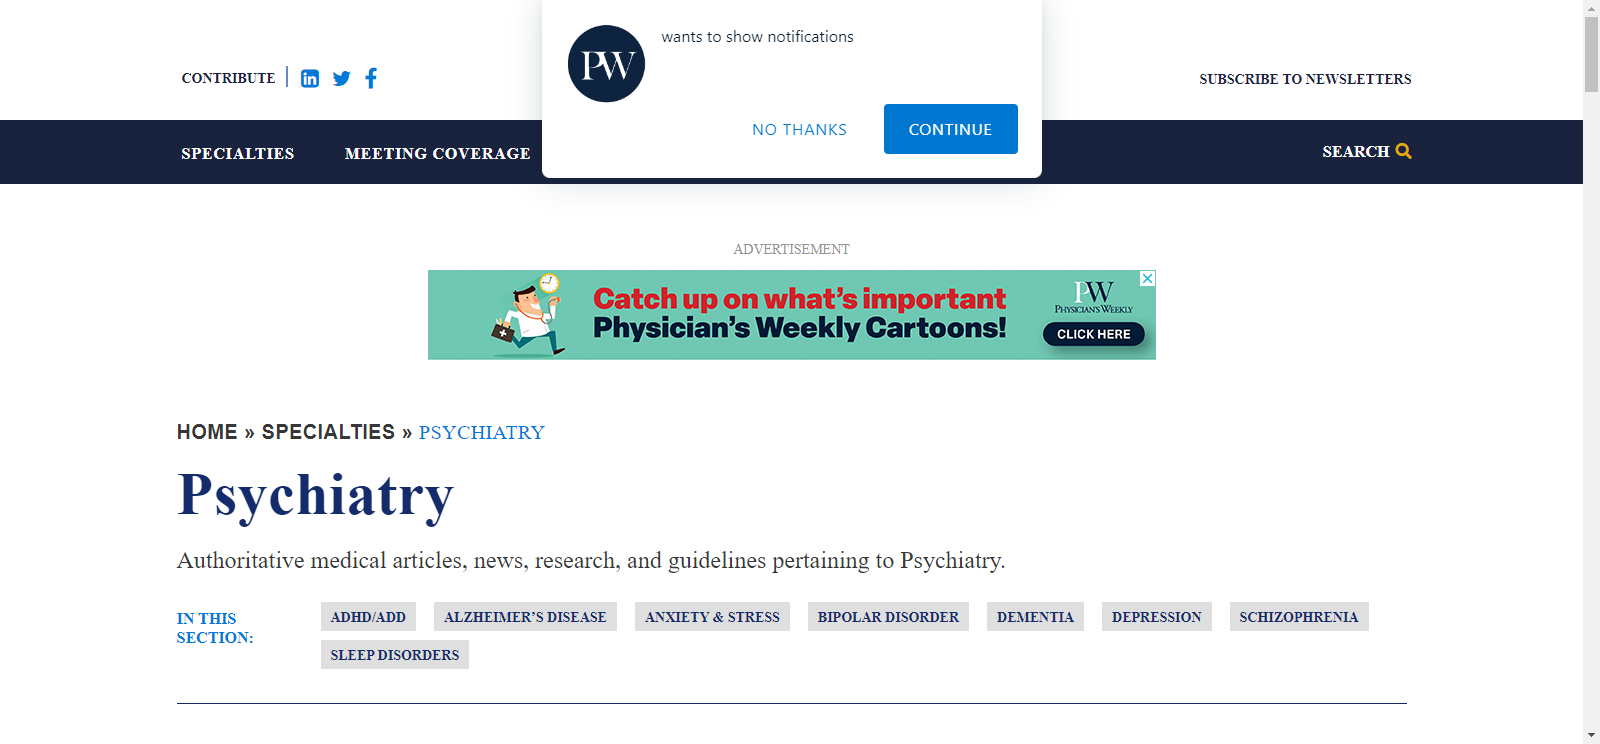 PW
wants to show notifications
NO THANKS
CONTINUE
CONTRIBUTE
SUBSCRIBE TO NEWSLETTERS
SPECIALTIES
MEETING COVERAGE
SEARCH
ADVERTISEMENT
Catch up on what's important
Physician's Weekly Cartoons!
PW
PHYSICIAN'S WEEKLY
CLICK HERE
HOME » SPECIALTIES » PSYCHIATRY
Psychiatry
Authoritative medical articles, news, research, and guidelines pertaining to Psychiatry.
IN THIS
SECTION:
ADHD/ADD
ALZHEIMER’S DISEASE
ANXIETY & STRESS
BIPOLAR DISORDER
DEMENTIA
DEPRESSION
SCHIZOPHRENIA
SLEEP DISORDERS